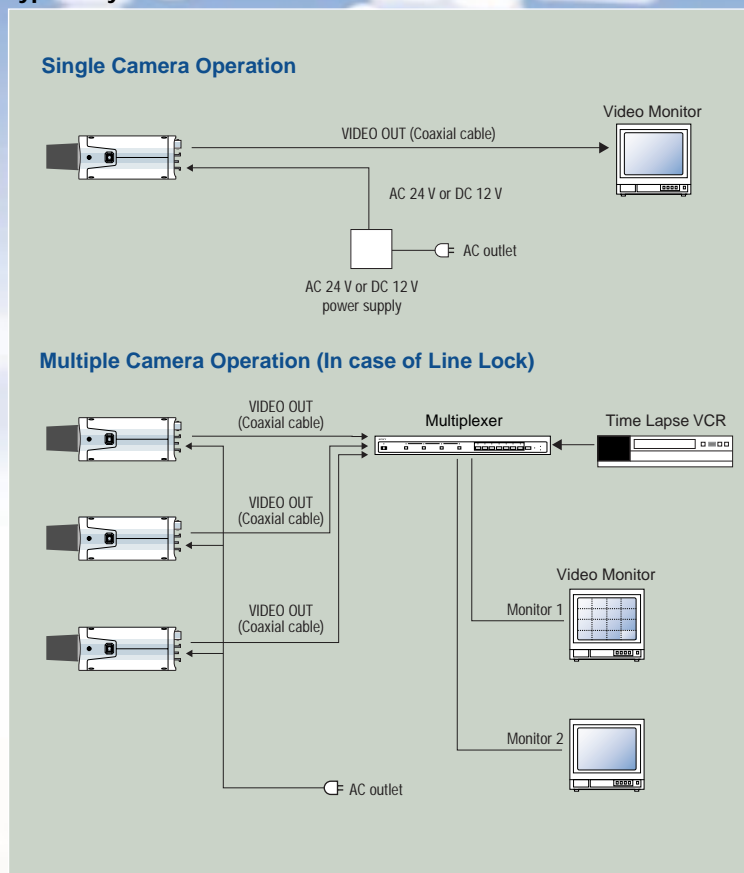 Single Camera Operation
Video Monitor
VIDEO OUT (Coaxial cable)
AC 24 V or DC 12 V
AC outlet
AC 24 V or DC 12 V
power supply
Multiple Camera Operation (In case of Line Lock)
VIDEO OUT
(Coaxial cable)
Multiplexer
Time Lapse VCR
VIDEO OUT
(Coaxial cable)
Video Monitor
VIDEO OUT
(Coaxial cable)
Monitor 1
Monitor 2
AC outlet